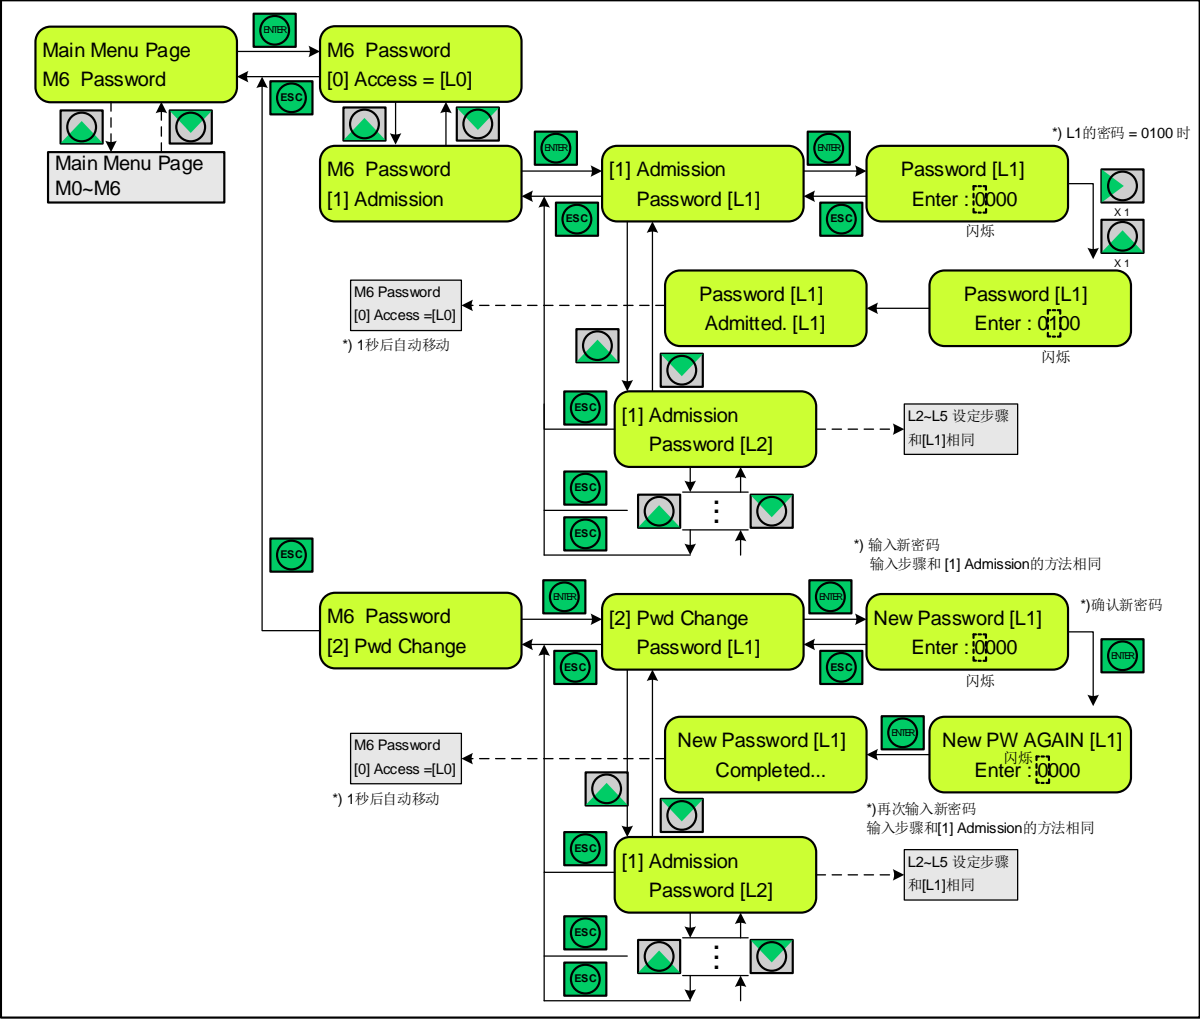 ENTER
Main Menu Page
M6  Password
M6  Password
[0] Access = [L0]
ESC
Main Menu Page
M0~M6
M6  Password
[1] Admission
ENTER
ESC
[1] Admission
Password [L1]
ENTER
ESC
*) L1的密码 = 0100 时
Password [L1]
Enter : 0000
闪烁
X 1
X 1
M6 Password
[0] Access =[L0]
*) 1秒后自动移动
Password [L1]
Admitted. [L1]
Password [L1]
Enter : 0100
闪烁
ESC
[1] Admission
Password [L2]
L2~L5 设定步骤
和[L1]相同
ESC
ESC
ESC
*) 输入新密码
输入步骤和 [1] Admission的方法相同
M6  Password
[2] Pwd Change
ENTER
ESC
[2] Pwd Change
Password [L1]
ENTER
ESC
New Password [L1]
Enter : 0000
闪烁
*)确认新密码
ENTER
M6 Password
[0] Access =[L0]
*) 1秒后自动移动
New Password [L1]
Completed...
ENTER
New PW AGAIN [L1]
闪烁
Enter : 0000
*)再次输入新密码
输入步骤和[1] Admission的方法相同
ESC
[1] Admission
Password [L2]
L2~L5 设定步骤
和[L1]相同
ESC
ESC